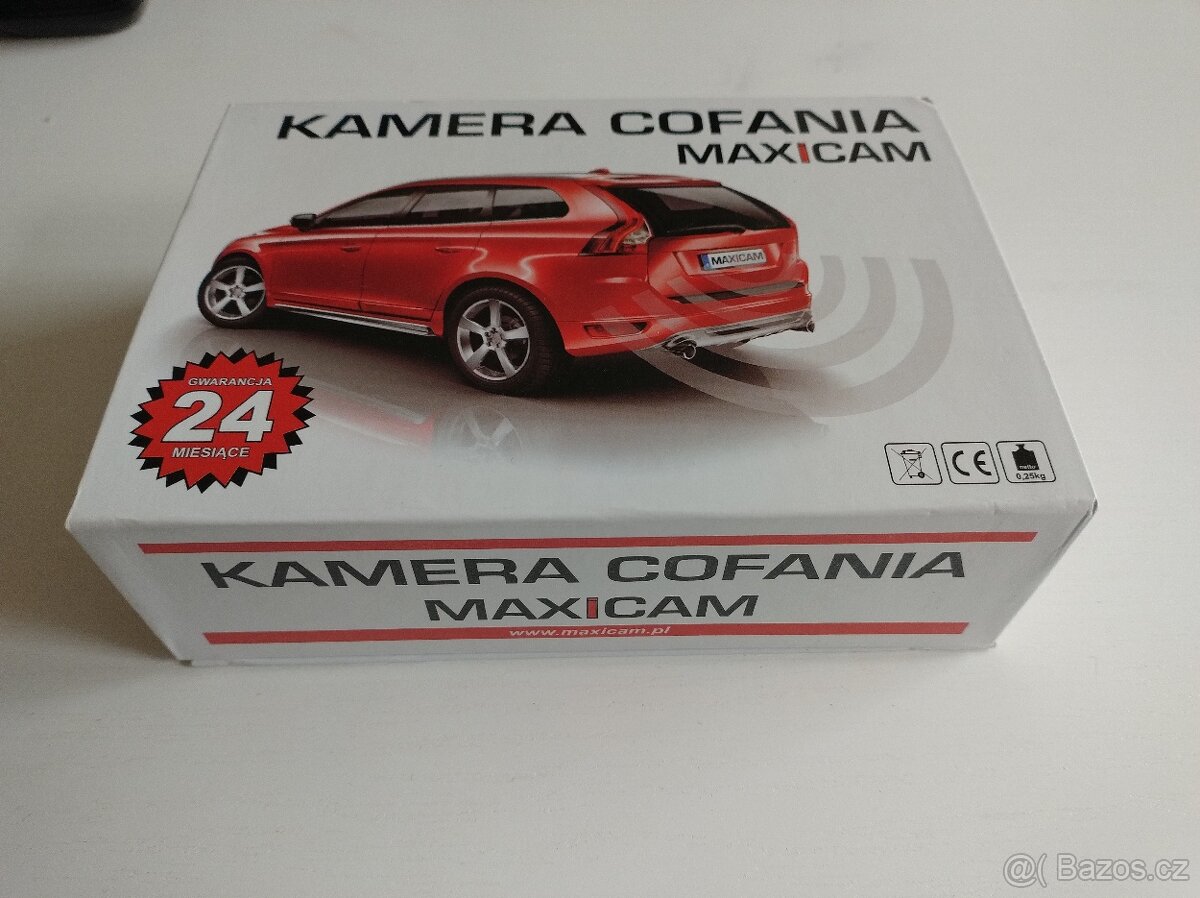 KAMERA COFANIA
MAXICAM
MAXICAM
GWARANCJA
24
MIESIĄCE
CE
netto
0,25kg
KAMERA COFANIA
MAXICAM
www.maxicam.pl
@( Bazos.cz